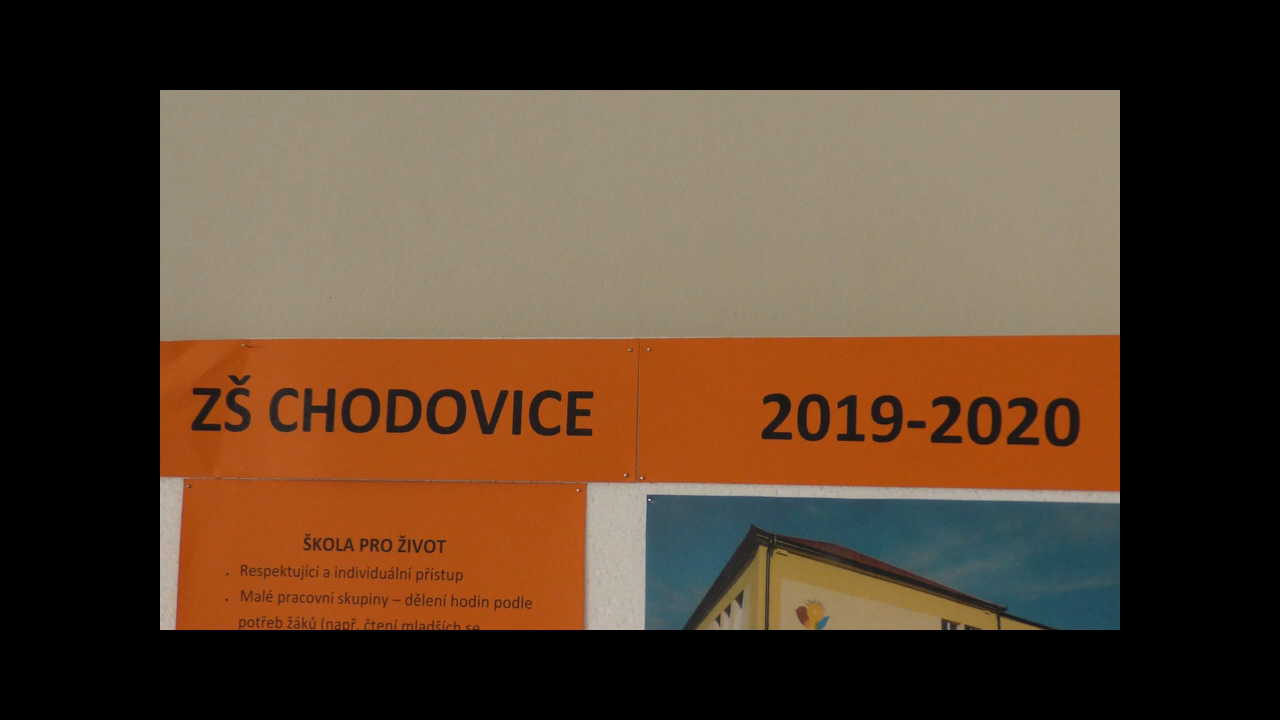 ZŠ CHODOVICE
2019-2020
ŠKOLA PRO ŽIVOT
• Respektující a individuální přístup
• Malé pracovní skupiny – dělení hodin podle
potřeb žáků (např. čtení mladších se